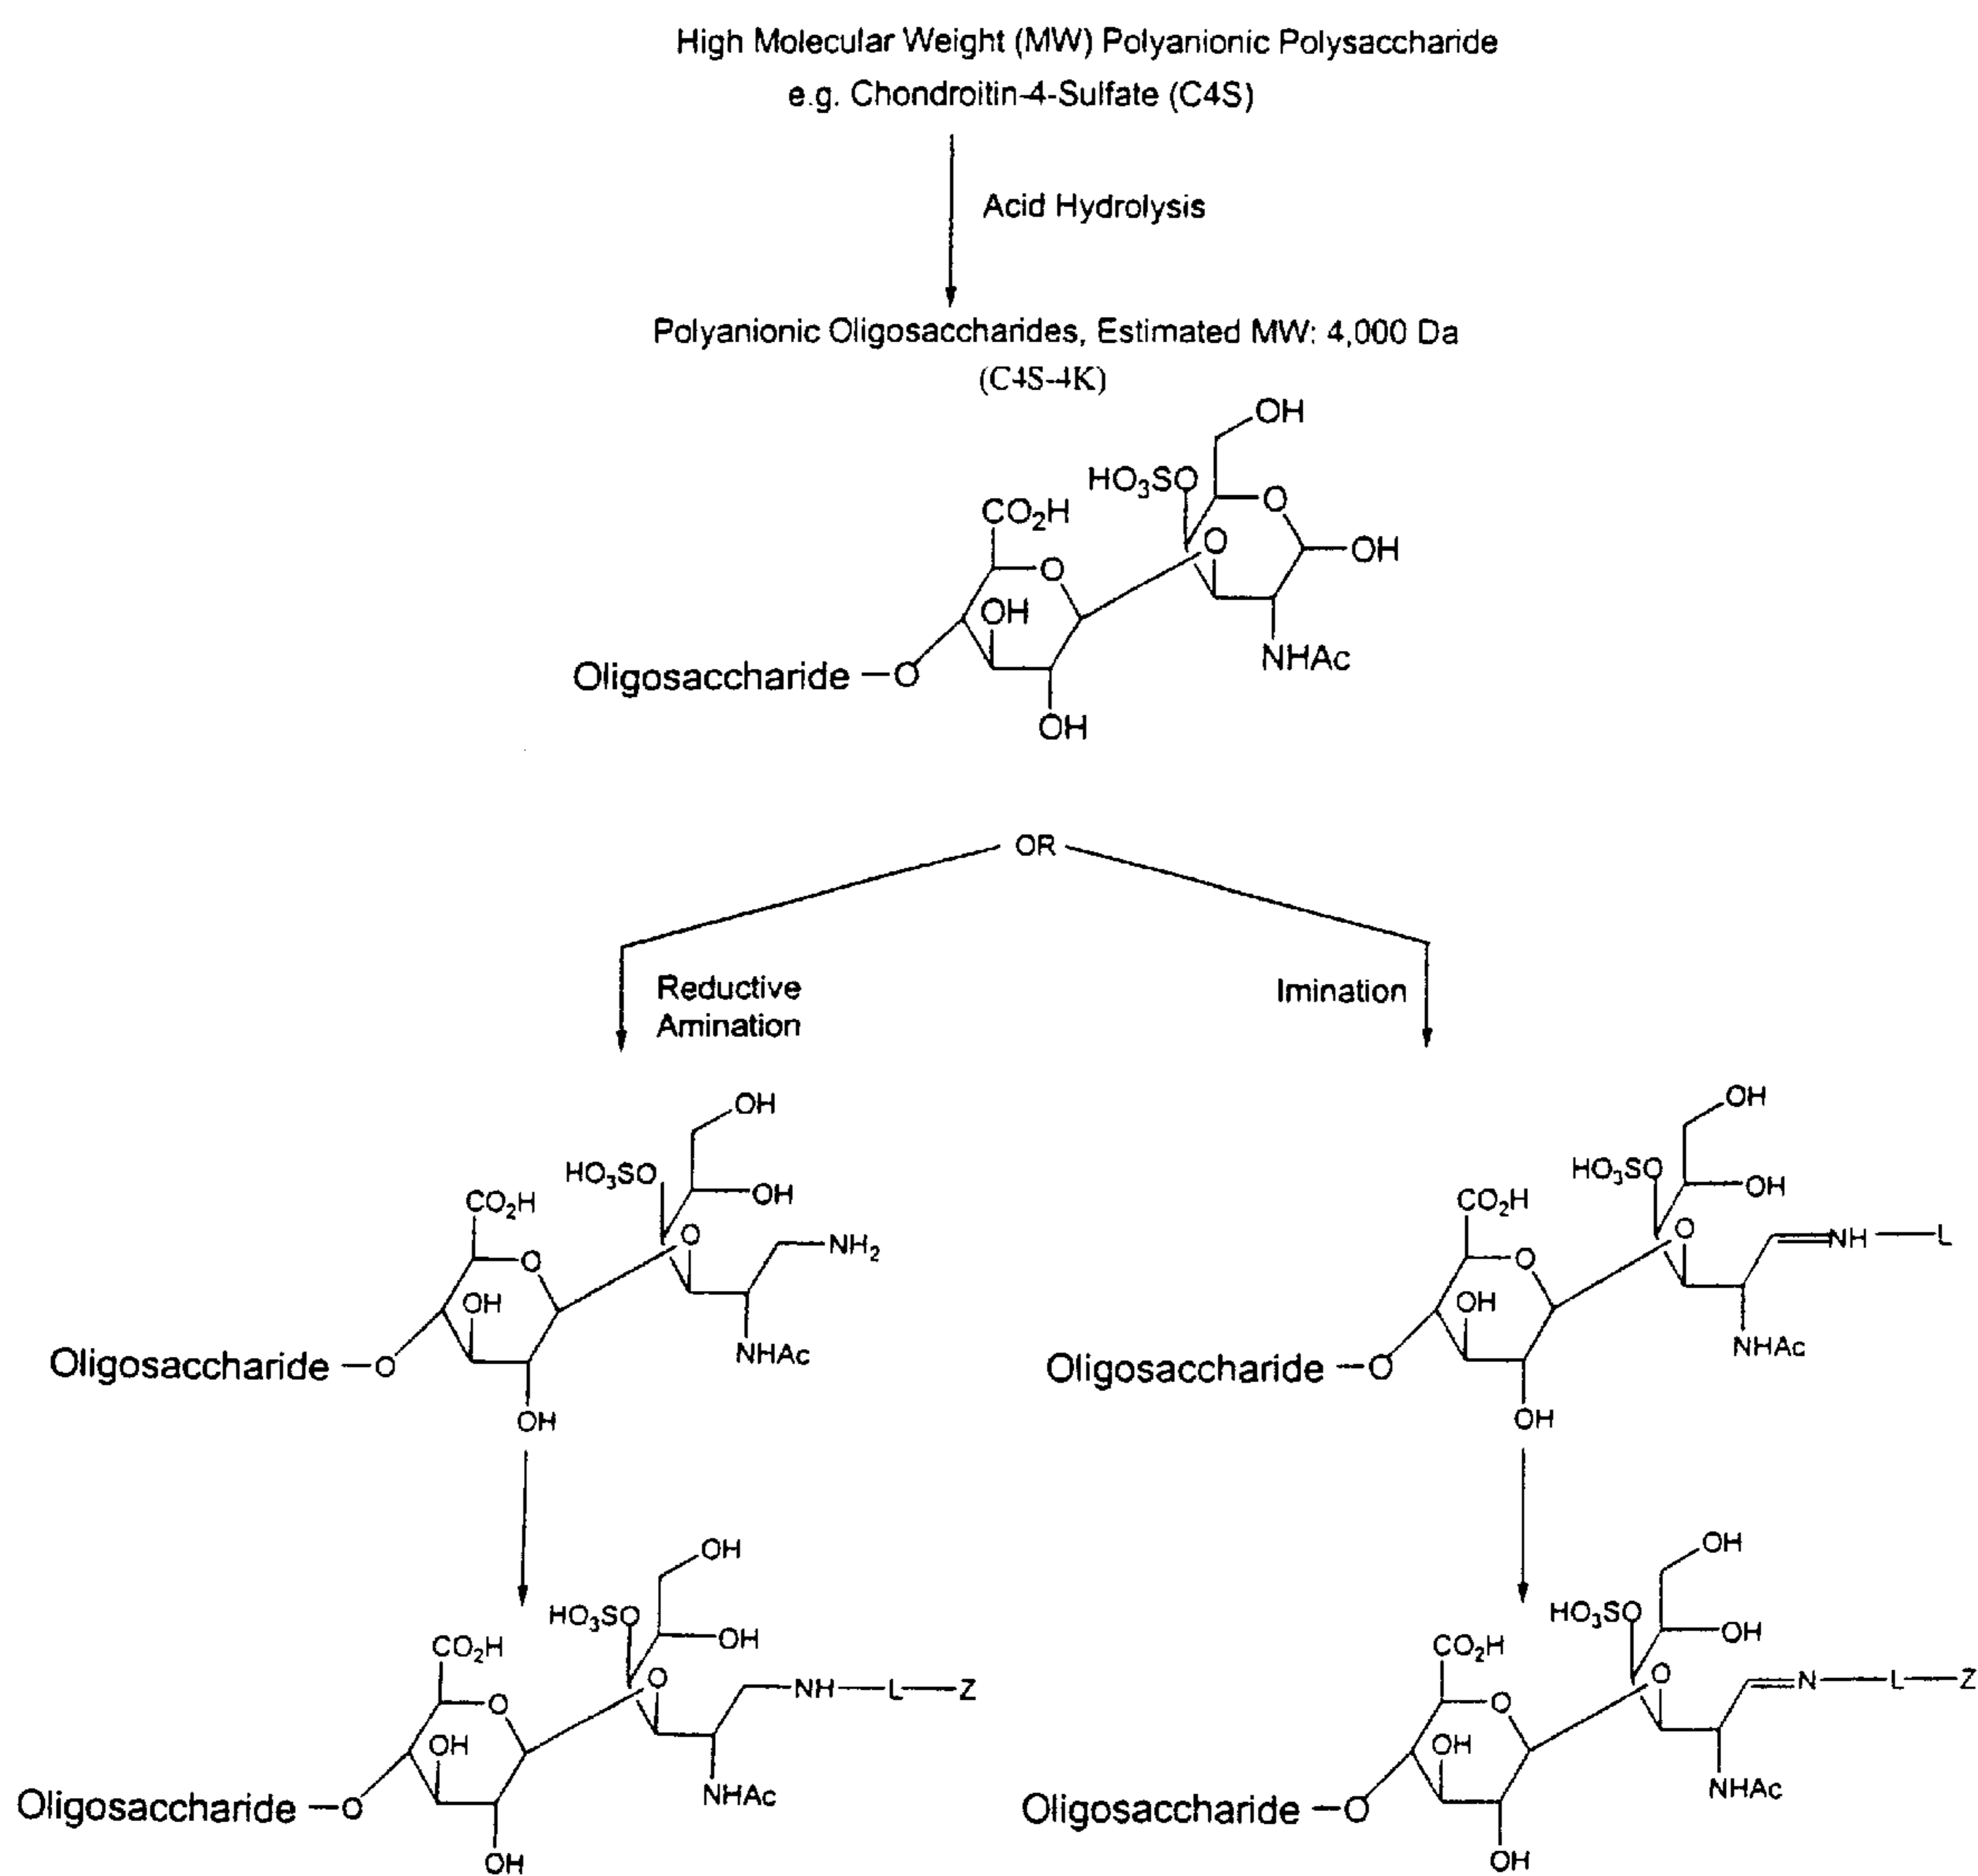 High Molecular Weight (MW) Polyanionic Polysaccharide
e.g. Chondroitin-4-Sulfate (C4S)
Acid Hydrolysis
Polyanionic Oligosaccharides, Estimated MW: 4,000 Da
(C4S-4K)
OH
HO3SO
O
CO2H
O
OH
O
OH
NHAc
Oligosaccharide — O
OH
OR
Reductive
Amination
Imination
OH
HO3SO
OH
CO2H
O
NH2
O
OH
NHAc
Oligosaccharide — O
OH
OH
HO3SO
OH
CO2H
O
NH — L
O
OH
NHAc
Oligosaccharide — O
OH
OH
HO3SO
OH
CO2H
O
NH — L — Z
O
OH
NHAc
Oligosaccharide — O
OH
OH
HO3SO
OH
CO2H
O
N — L — Z
O
OH
NHAc
Oligosaccharide — O
OH